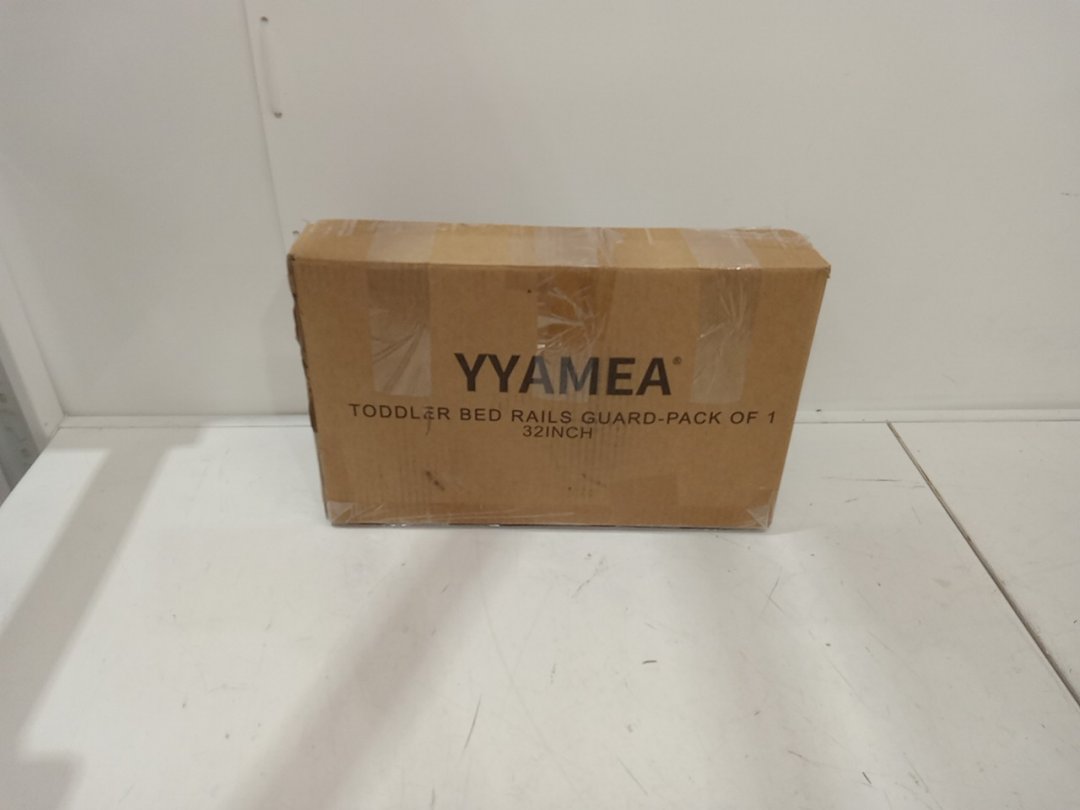 YYAMEA®
TODDLER BED RAILS GUARD-PACK OF 1
32INCH